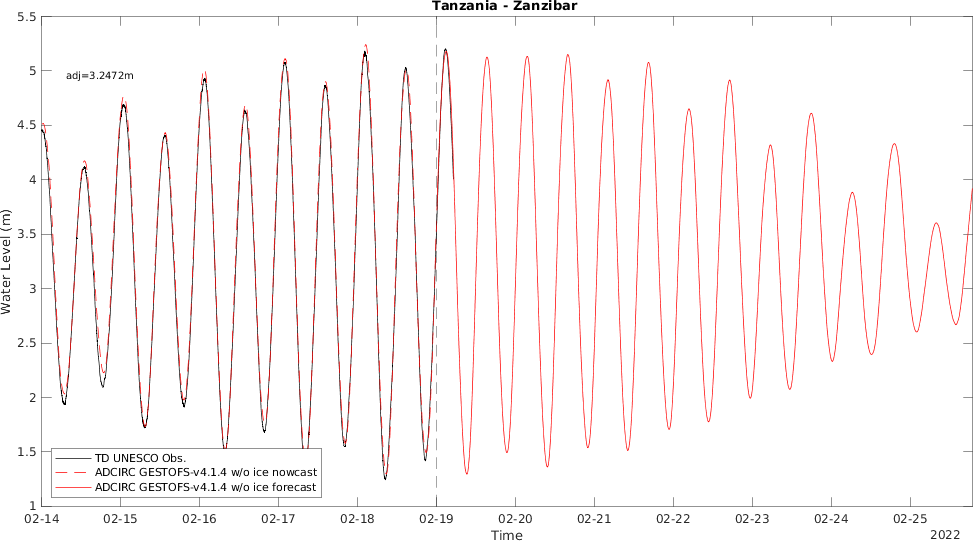 Tanzania - Zanzibar
5.5
5
4.5
4
3.5
3
2.5
2
1.5
1
Water Level (m)
adj=3.2472m
TD UNESCO Obs.
ADCIRC GESTOFS-v4.1.4 w/o ice nowcast
ADCIRC GESTOFS-v4.1.4 w/o ice forecast
02-14 02-15 02-16 02-17 02-18 02-19 02-20 02-21 02-22 02-23 02-24 02-25
Time
2022